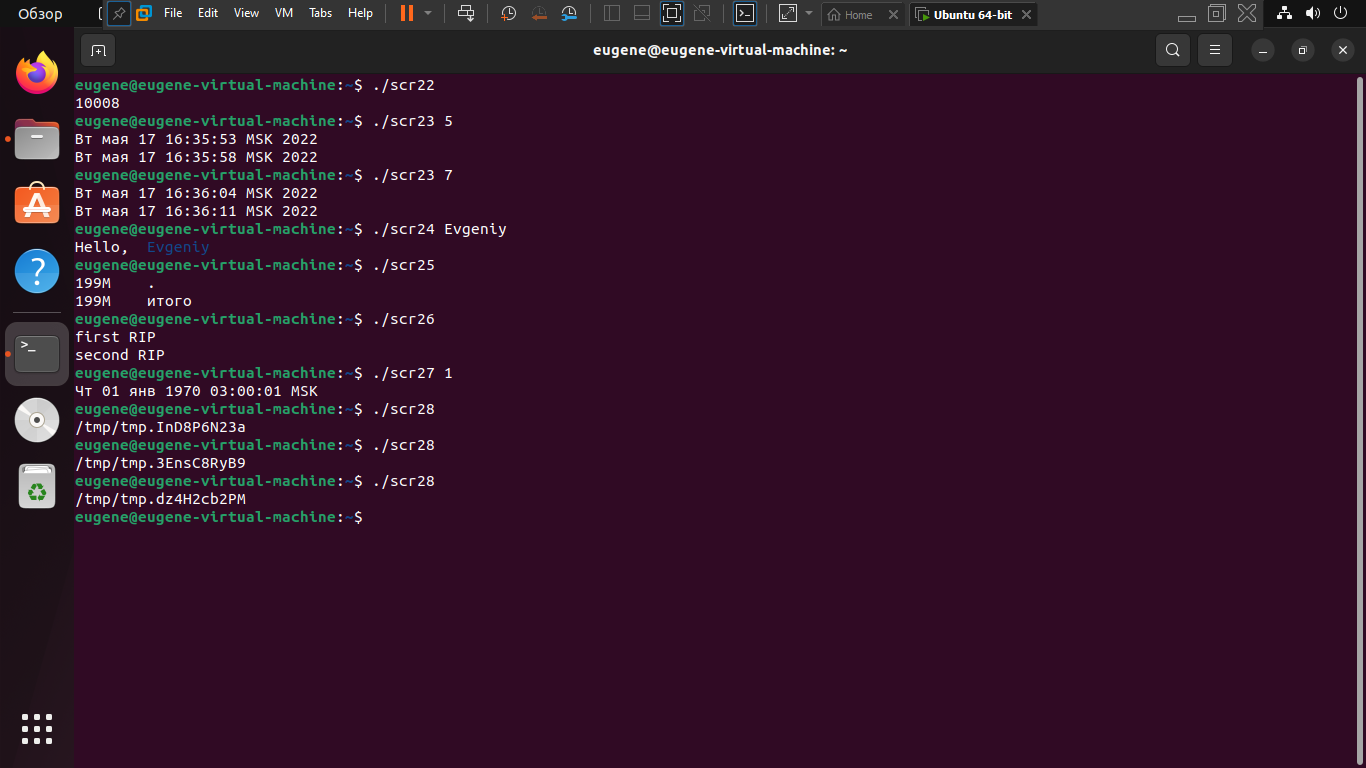 Обзор
File Edit View VM Tabs Help
Home
Ubuntu 64-bit
eugene@eugene-virtual-machine: ~
eugene@eugene-virtual-machine:~$ ./scr22
10008
eugene@eugene-virtual-machine:~$ ./scr23 5
Вт мая 17 16:35:53 MSK 2022
Вт мая 17 16:35:58 MSK 2022
eugene@eugene-virtual-machine:~$ ./scr23 7
Вт мая 17 16:36:04 MSK 2022
Вт мая 17 16:36:11 MSK 2022
eugene@eugene-virtual-machine:~$ ./scr24 Evgeniy
Hello,  Evgeniy
eugene@eugene-virtual-machine:~$ ./scr25
199M    .
199M    итого
eugene@eugene-virtual-machine:~$ ./scr26
first RIP
second RIP
eugene@eugene-virtual-machine:~$ ./scr27 1
Чт 01 янв 1970 03:00:01 MSK
eugene@eugene-virtual-machine:~$ ./scr28
/tmp/tmp.InD8P6N23a
eugene@eugene-virtual-machine:~$ ./scr28
/tmp/tmp.3EnsC8RyB9
eugene@eugene-virtual-machine:~$ ./scr28
/tmp/tmp.dz4H2cb2PM
eugene@eugene-virtual-machine:~$